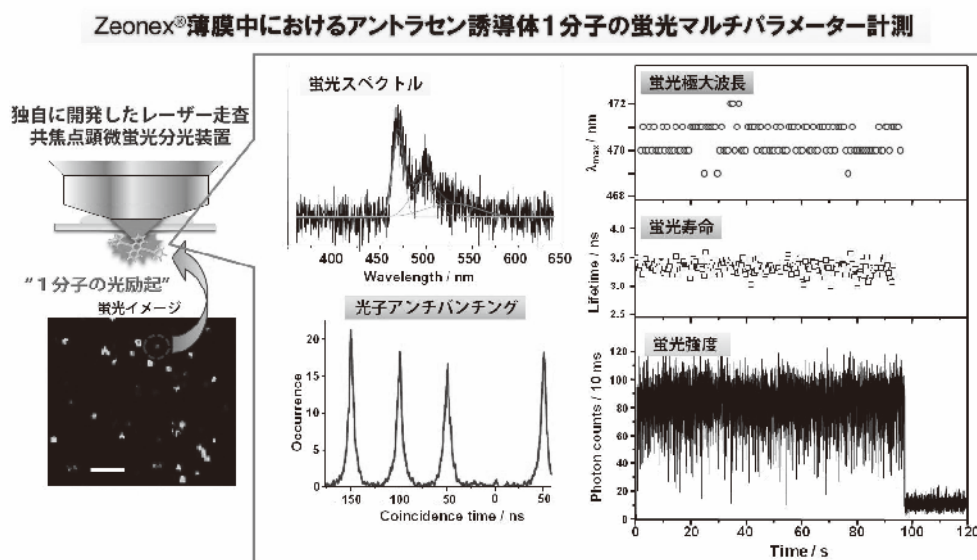 Zeonex®薄膜中におけるアントラセン誘導体1分子の蛍光マルチパラメーター計測
独自に開発したレーザー走査
共焦点顕微蛍光分光装置
“1分子の光励起”
蛍光イメージ
蛍光スペクトル
400 450 500 550 600 650
Wavelength / nm
光子アンチバンチング
Occurrence
20
15
10
5
0
150 100 50 0 50
Coincidence time / ns
蛍光極大波長
λmax / nm
472
470
468
蛍光寿命
Lifetime / ns
4.0
3.5
3.0
2.5
蛍光強度
Photon counts / 10 ms
120
100
80
60
40
20
0
0 20 40 60 80 100 120
Time / s